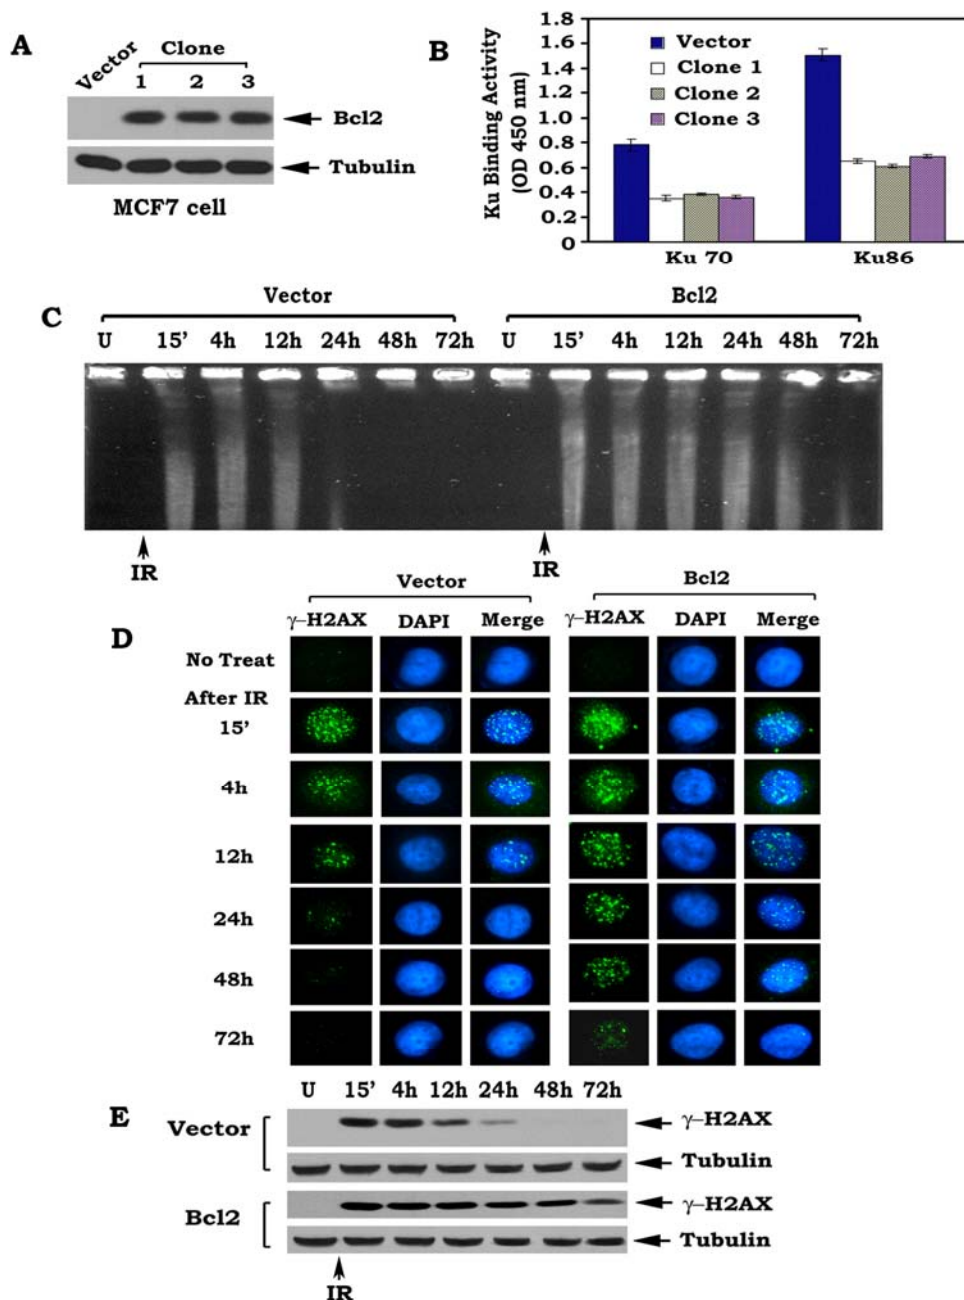 A
Vector
Clone
1 2 3
Bcl2
Tubulin
MCF7 cell
B
Ku Binding Activity
(OD 450 nm)
1.8
1.6
1.4
1.2
1.0
0.8
0.6
0.4
0.2
0
Vector
Clone 1
Clone 2
Clone 3
Ku 70 Ku86
C
Vector Bcl2
U 15' 4h 12h 24h 48h 72h U 15' 4h 12h 24h 48h 72h
IR IR
D
Vector Bcl2
γ-H2AX DAPI Merge γ-H2AX DAPI Merge
No Treat
After IR
15'
4h
12h
24h
48h
72h
E
U 15' 4h 12h 24h 48h 72h
Vector
γ-H2AX
Tubulin
Bcl2
γ-H2AX
Tubulin
IR